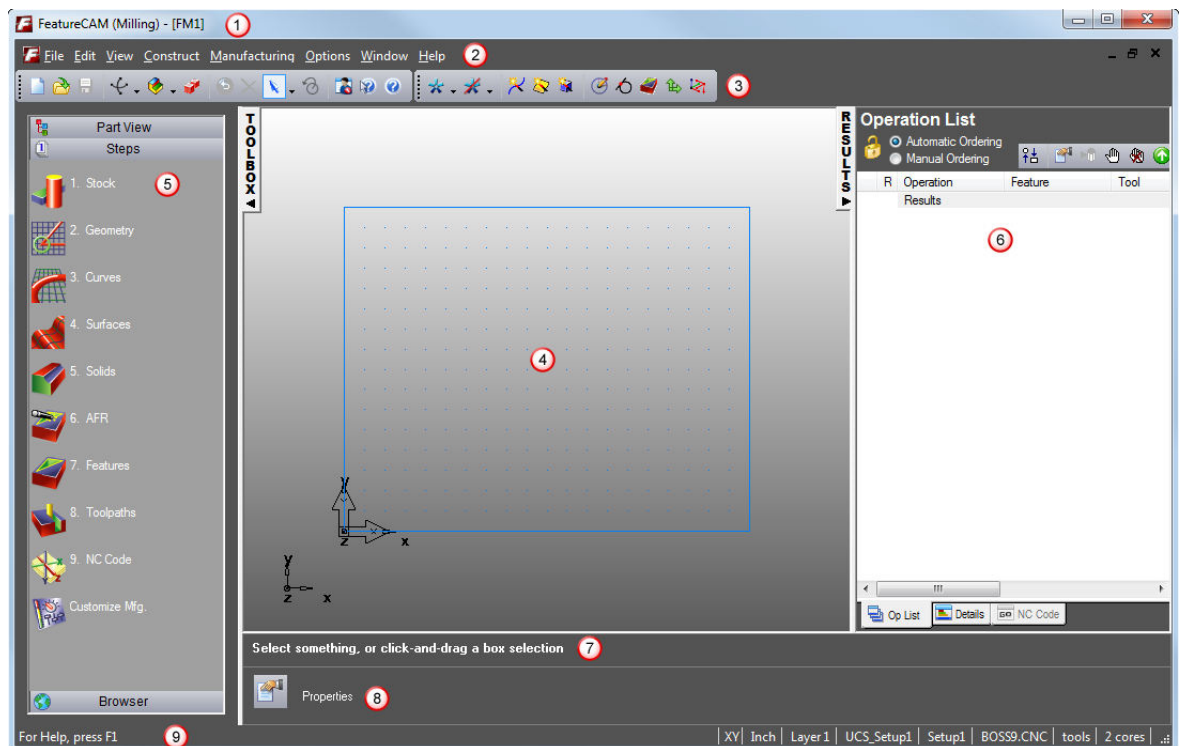 FeatureCAM (Milling) - [FM1] 1
File Edit View Construct Manufacturing Options Window Help 2
3
Part View
Steps
1. Stock 5
2. Geometry
3. Curves
4. Surfaces
5. Solids
6. AFR
7. Features
8. Toolpaths
9. NC Code
Customize Mfg.
Browser
TOOLBOX
4
y
x
z
x
y
z
x
RESULTS
Operation List
Automatic Ordering
Manual Ordering
R Operation Feature Tool
Results
6
Op List Details GO NC Code
Select something, or click-and-drag a box selection 7
Properties 8
For Help, press F1 9
XY Inch Layer 1 UCS_Setup1 Setup1 BOSS9.CNC tools 2 cores